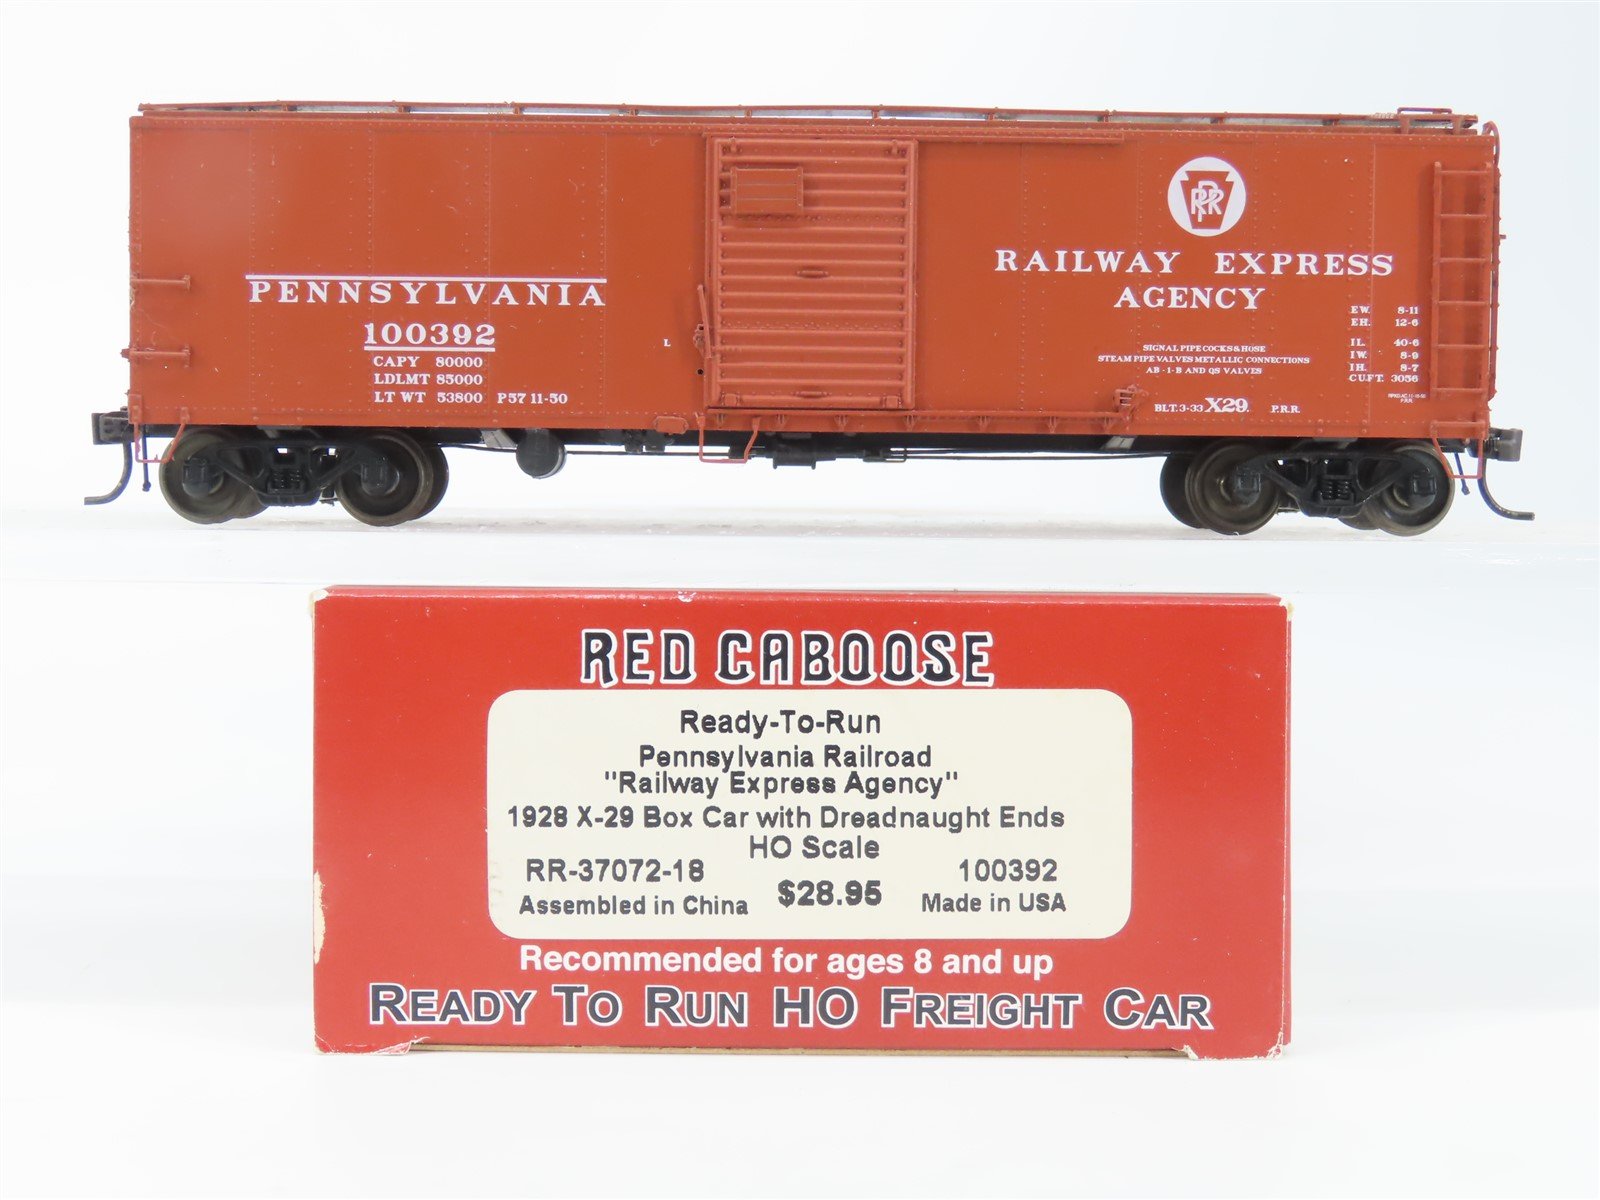 PENNSYLVANIA
100392
CAPY 80000
LDLMT 85000
LT WT 53800 P57 11-50
L
PRR
RAILWAY EXPRESS
AGENCY
SIGNAL PIPE COCKS & HOSE
STEAM PIPE VALVES METALLIC CONNECTIONS
AB-1-B AND QS VALVES
BLT. 3-33 X29. P.R.R.
EW. 8-11
EH. 12-6
IL. 40-6
IW. 8-9
IH. 8-7
CU.FT. 3056
P.R.R.
RED CABOOSE
Ready-To-Run
Pennsylvania Railroad
"Railway Express Agency"
1928 X-29 Box Car with Dreadnaught Ends
HO Scale
RR-37072-18 100392
Assembled in China $28.95 Made in USA
Recommended for ages 8 and up
READY TO RUN HO FREIGHT CAR